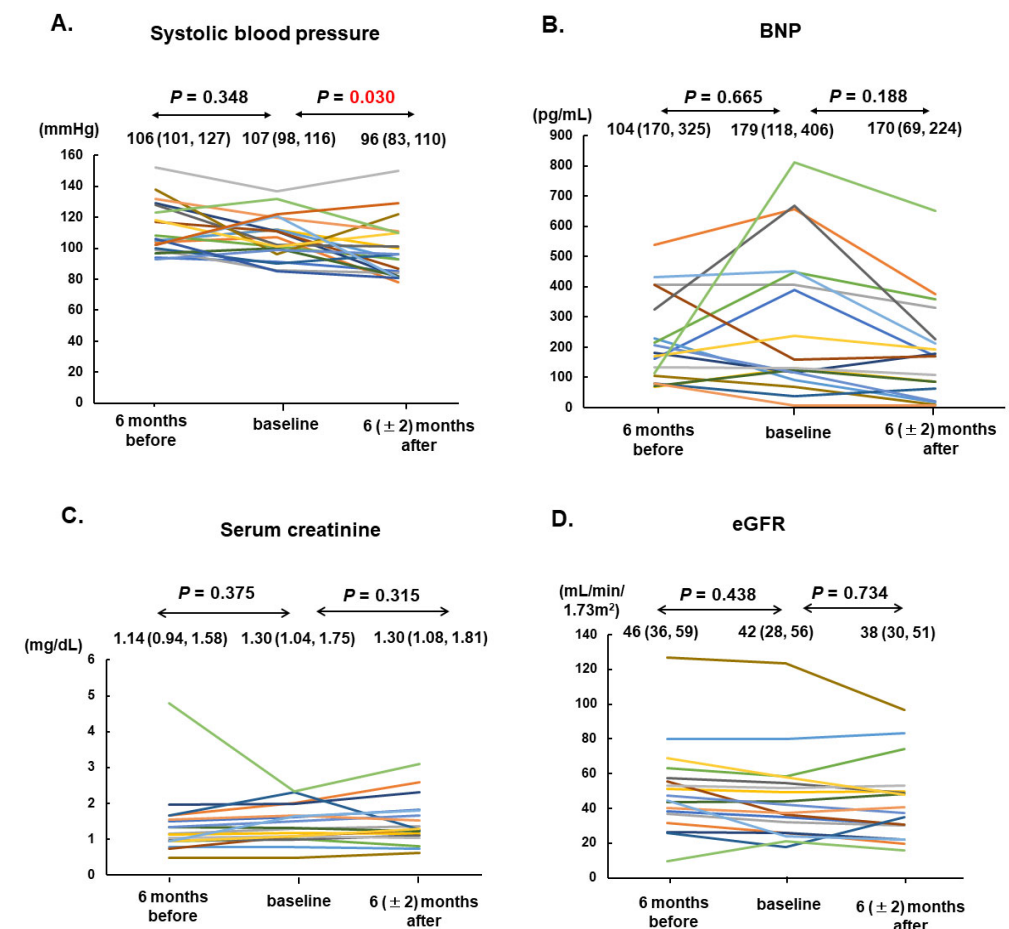 A.
Systolic blood pressure
P = 0.348
P = 0.030
(mmHg)
106 (101, 127) 107 (98, 116) 96 (83, 110)
160
140
120
100
80
60
40
20
0
6 months
before
baseline
6 (±2) months
after
B.
BNP
P = 0.665
P = 0.188
(pg/mL)
104 (170, 325) 179 (118, 406) 170 (69, 224)
900
800
700
600
500
400
300
200
100
0
6 months
before
baseline
6 (±2) months
after
C.
Serum creatinine
P = 0.375
P = 0.315
(mg/dL)
1.14 (0.94, 1.58) 1.30 (1.04, 1.75) 1.30 (1.08, 1.81)
6
5
4
3
2
1
0
6 months
before
baseline
6 (±2) months
after
D.
eGFR
(mL/min/
1.73m²)
P = 0.438
P = 0.734
46 (36, 59) 42 (28, 56) 38 (30, 51)
140
120
100
80
60
40
20
0
6 months
before
baseline
6 (±2) months
after